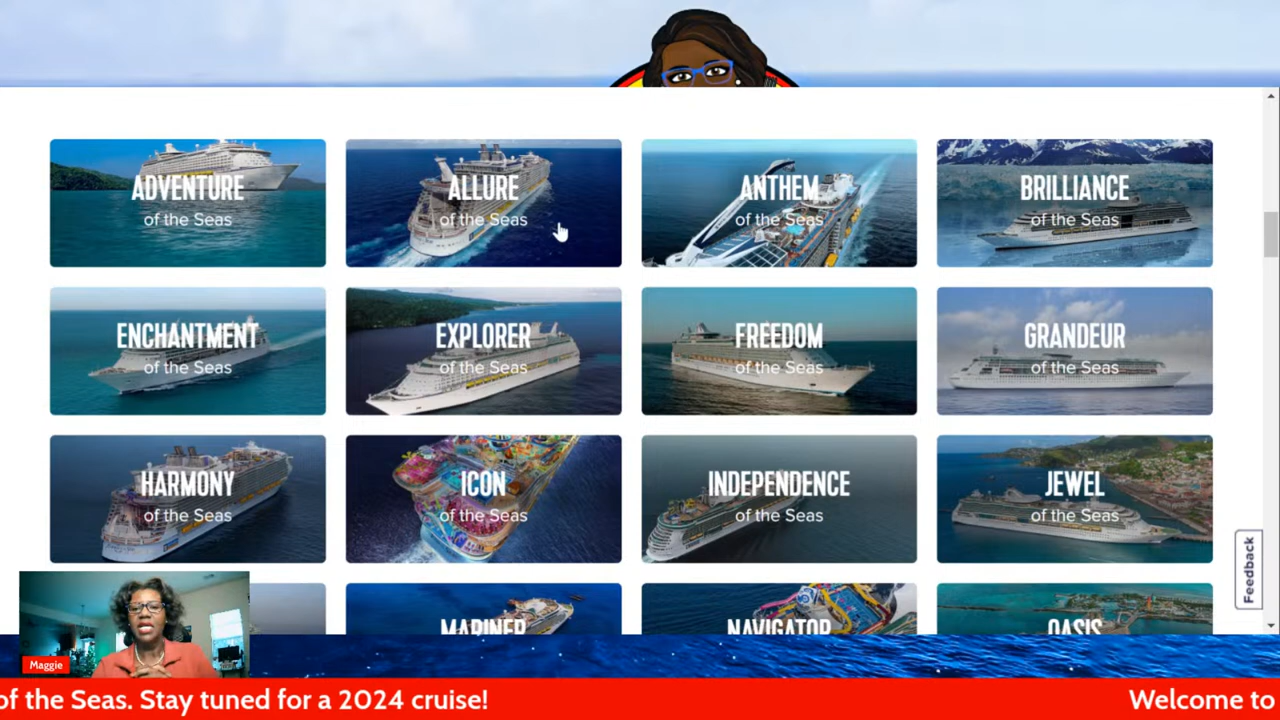 ADVENTURE
of the Seas
ALLURE
of the Seas
ANTHEM
of the Seas
BRILLIANCE
of the Seas
ENCHANTMENT
of the Seas
EXPLORER
of the Seas
FREEDOM
of the Seas
GRANDEUR
of the Seas
HARMONY
of the Seas
ICON
of the Seas
INDEPENDENCE
of the Seas
JEWEL
of the Seas
MARINER
NAVIGATOR
OASIS
Feedback
Maggie
of the Seas. Stay tuned for a 2024 cruise!
Welcome to